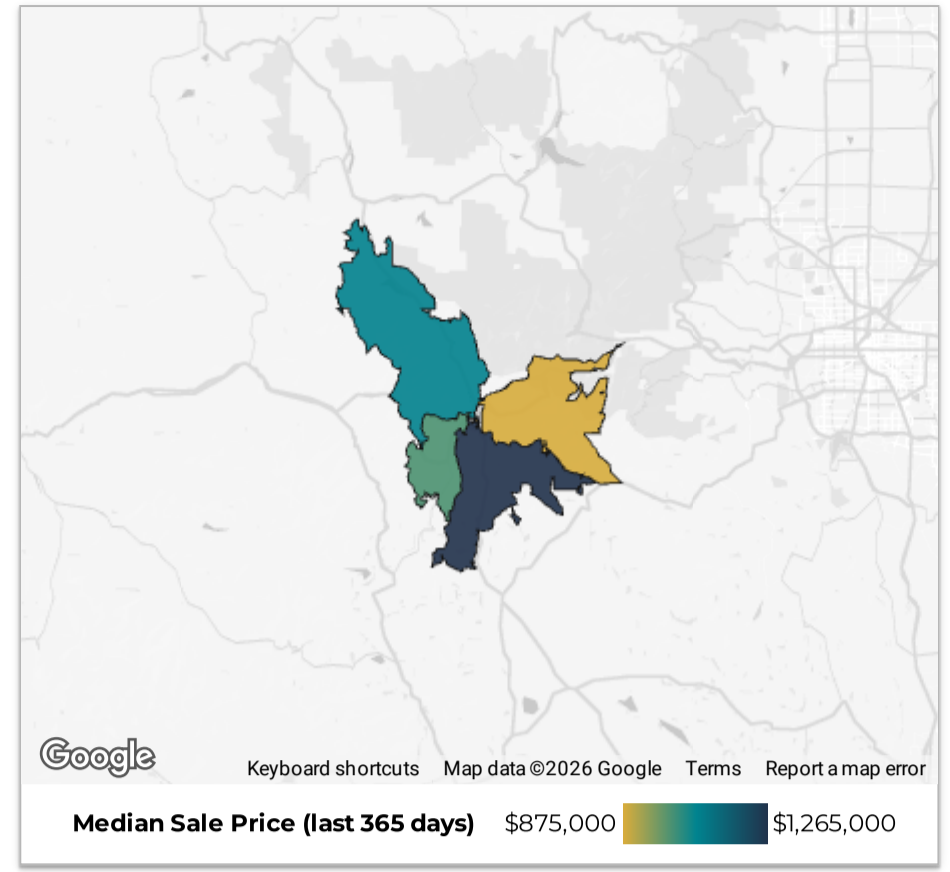 Google
Keyboard shortcuts Map data ©2026 Google Terms Report a map error
Median Sale Price (last 365 days) $875,000 $1,265,000